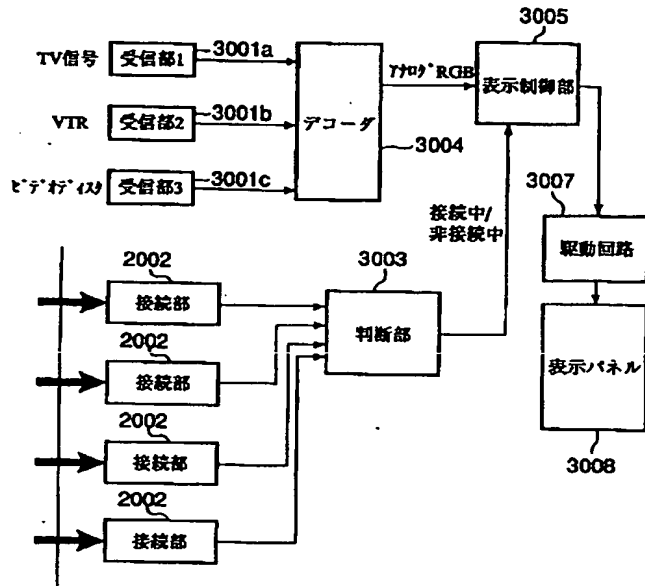 3005
TV信号
受信部1
3001a
アナログRGB
表示制御部
VTR
受信部2
3001b
デコーダ
3004
ビデオディスク
受信部3
3001c
接続中/
非接続中
3007
駆動回路
2002
接続部
3003
判断部
2002
接続部
表示パネル
2002
接続部
3008
2002
接続部